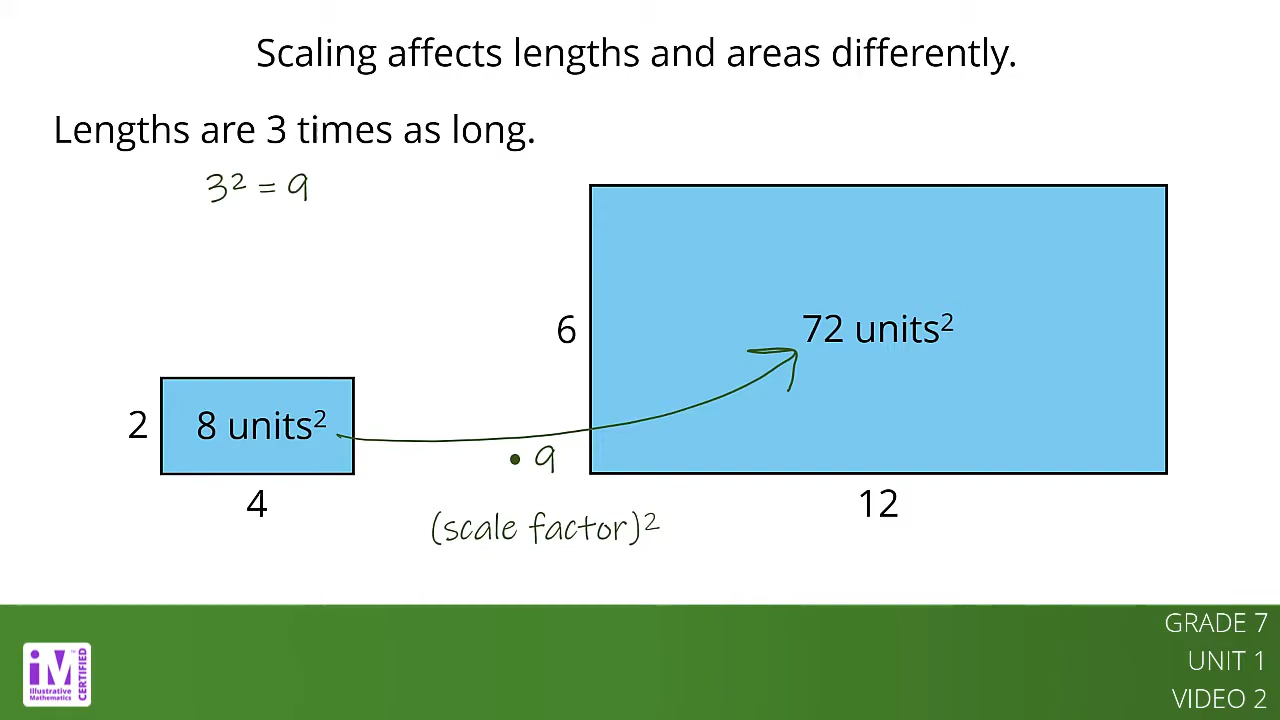 Scaling affects lengths and areas differently.
Lengths are 3 times as long.
3² = 9
6
72 units²
2
8 units²
• 9
4
12
(scale factor)²
GRADE 7
UNIT 1
VIDEO 2
iM™
Illustrative
Mathematics
CERTIFIED